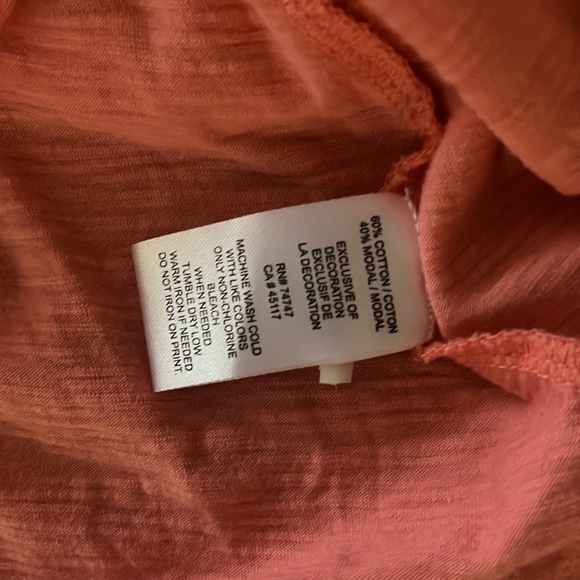 60% COTTON / COTON
40% MODAL / MODAL
EXCLUSIVE OF
DECORATION
EXCLUSIF DE
LA DECORATION
RN# 74747
CA # 45117
MACHINE WASH COLD
WITH LIKE COLORS
ONLY NON-CHLORINE
BLEACH
WHEN NEEDED
TUMBLE DRY LOW
WARM IRON IF NEEDED
DO NOT IRON ON PRINT.